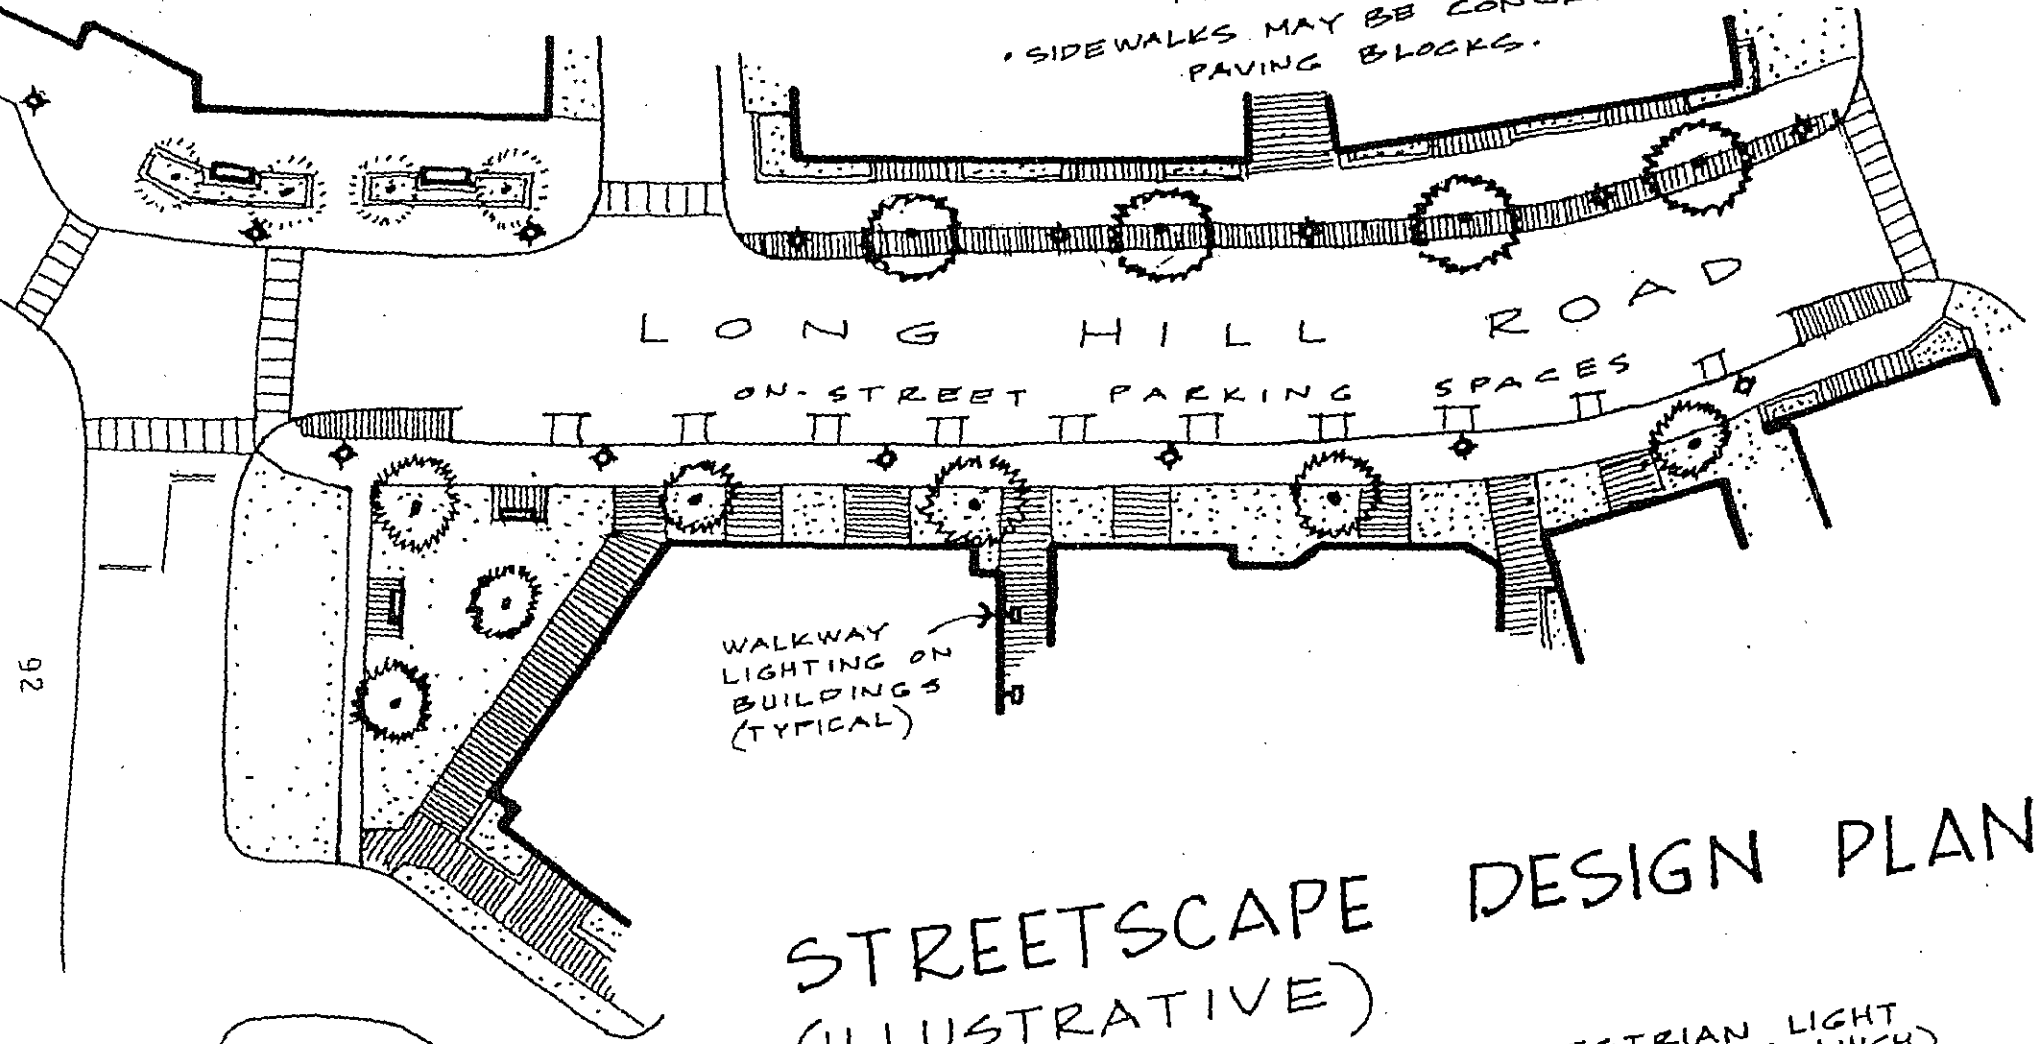 • SIDEWALKS MAY BE
PAVING BLOCKS.
LONG HILL ROAD
ON-STREET PARKING SPACES
WALKWAY
LIGHTING ON
BUILDINGS
(TYPICAL)
92
STREETSCAPE DESIGN PLAN
(ILLUSTRATIVE)
LIGHT